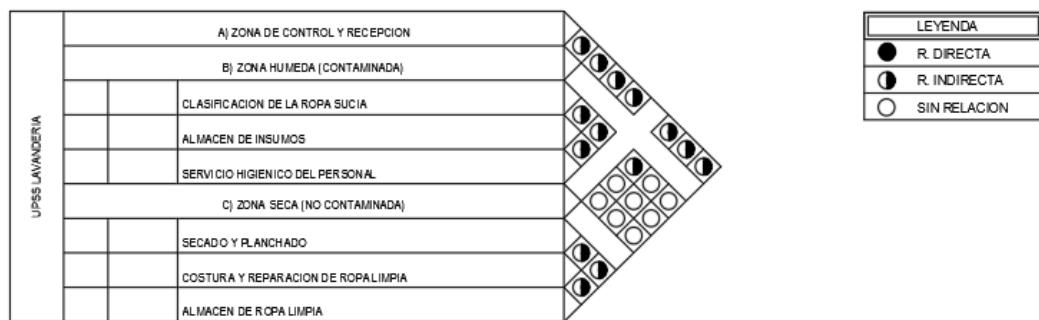 UPSS LAVANDERIA
A) ZONA DE CONTROL Y RECEPCION
B) ZONA HUMEDA (CONTAMINADA)
CLASIFICACION DE LA ROPA SUCIA
ALMACEN DE INSUMOS
SERVICIO HIGIENICO DEL PERSONAL
C) ZONA SECA (NO CONTAMINADA)
SECADO Y PLANCHADO
COSTURA Y REPARACION DE ROPA LIMPIA
ALMACEN DE ROPA LIMPIA
LEYENDA
R. DIRECTA
R. INDIRECTA
SIN RELACION